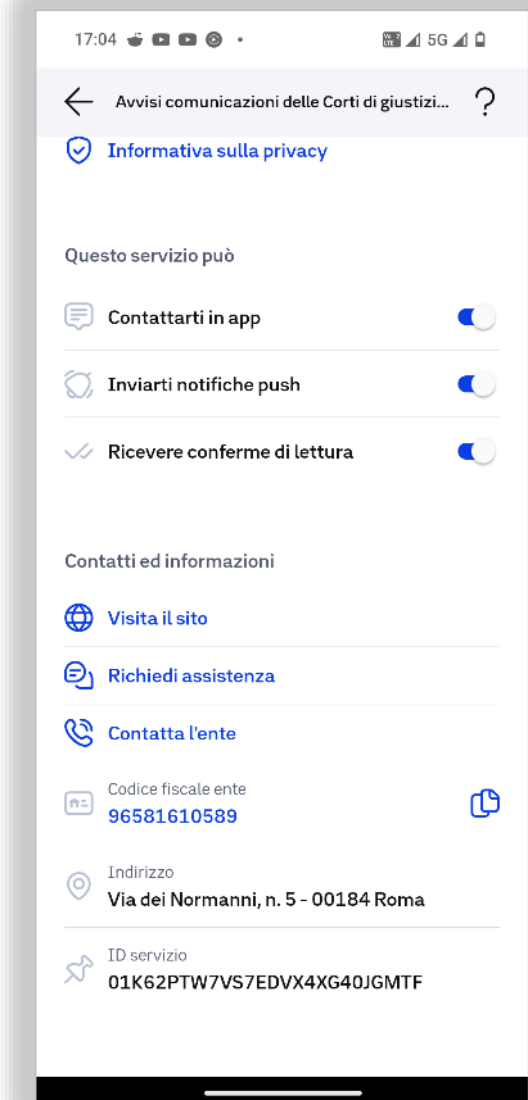 17:04
5G
Avvisi comunicazioni delle Corti di giustizi...
Informativa sulla privacy
Questo servizio può
Contattarti in app
Inviarti notifiche push
Ricevere conferme di lettura
Contatti ed informazioni
Visita il sito
Richiedi assistenza
Contatta l'ente
Codice fiscale ente
96581610589
Indirizzo
Via dei Normanni, n. 5 - 00184 Roma
ID servizio
01K62PTW7VS7EDVX4XG40JGMTF